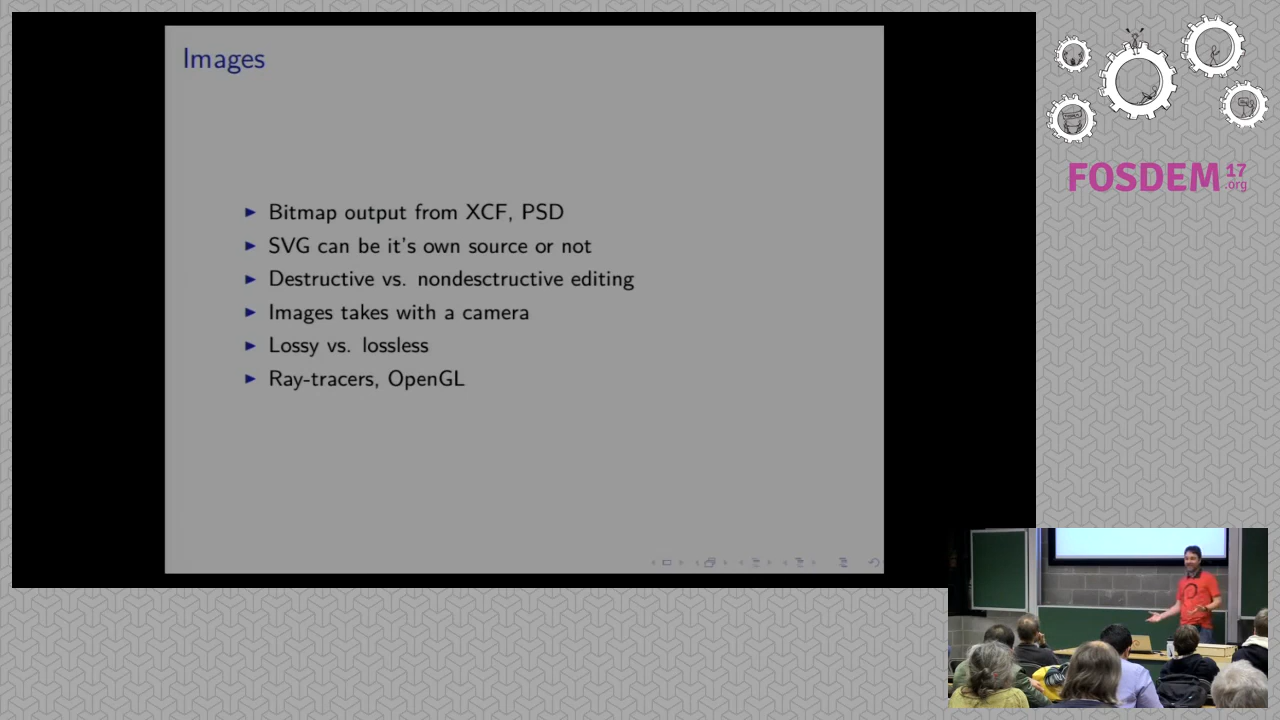 Images
Bitmap output from XCF, PSD
SVG can be it's own source or not
Destructive vs. nondesctructive editing
Images takes with a camera
Lossy vs. lossless
Ray-tracers, OpenGL
FOSDEM 17
.org